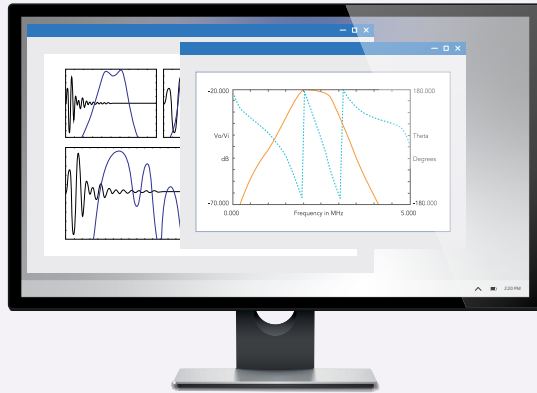 -20.000
180.000
Vo/Vi
Theta
dB
Degrees
-70.000
-180.000
0.000
Frequency in MHz
5.000
2:20 PM